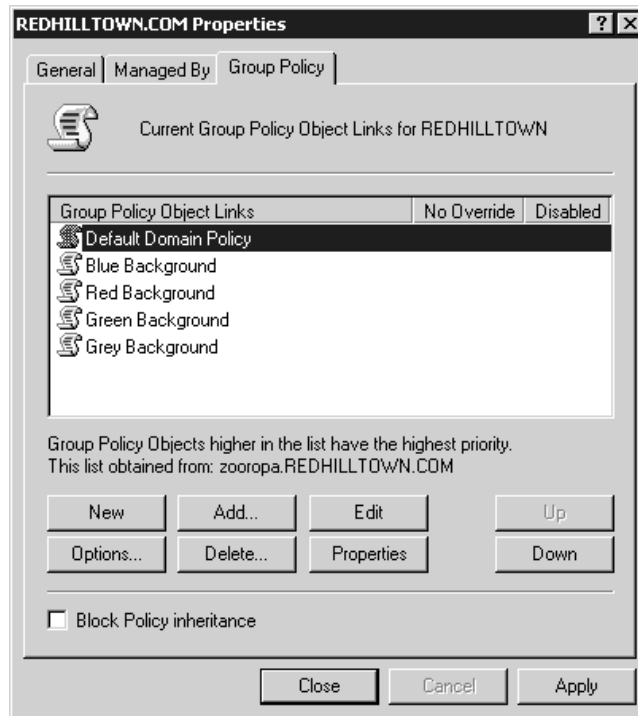 REDHILLTOWN.COM Properties
General Managed By Group Policy
Current Group Policy Object Links for REDHILLTOWN
Group Policy Object Links No Override Disabled
Default Domain Policy
Blue Background
Red Background
Green Background
Grey Background
Group Policy Objects higher in the list have the highest priority.
This list obtained from: zooropa.REDHILLTOWN.COM
New Add... Edit Up
Options... Delete... Properties Down
Block Policy inheritance
Close Cancel Apply